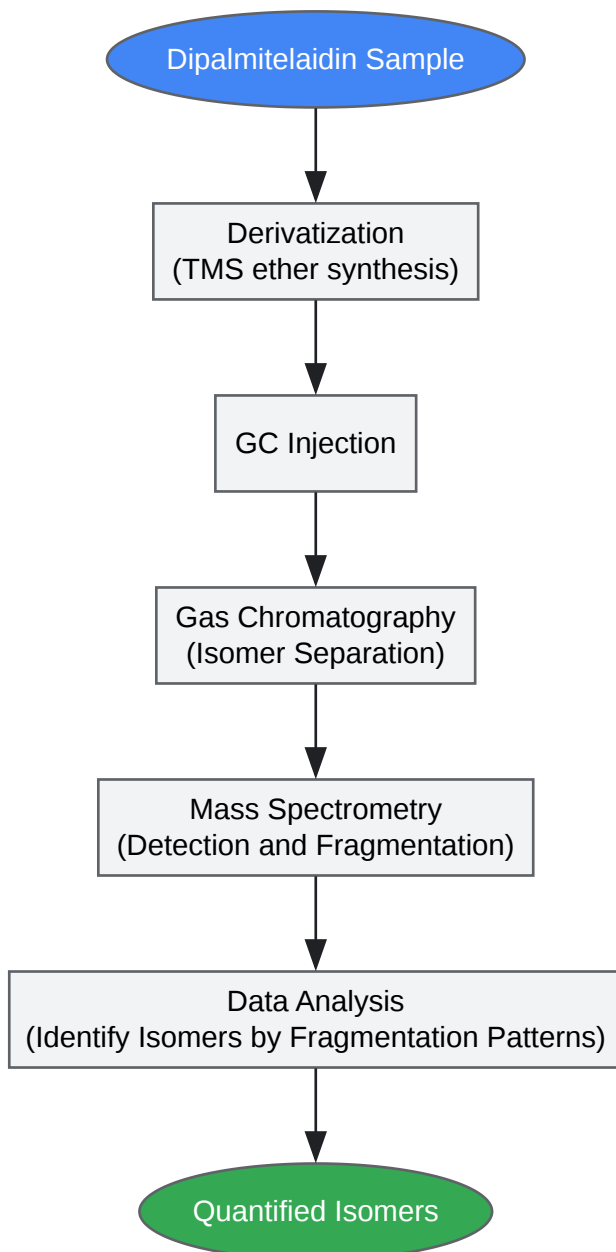 Dipalmitelaidin Sample
Derivatization
(TMS ether synthesis)
GC Injection
Gas Chromatography
(Isomer Separation)
Mass Spectrometry
(Detection and Fragmentation)
Data Analysis
(Identify Isomers by Fragmentation Patterns)
Quantified Isomers